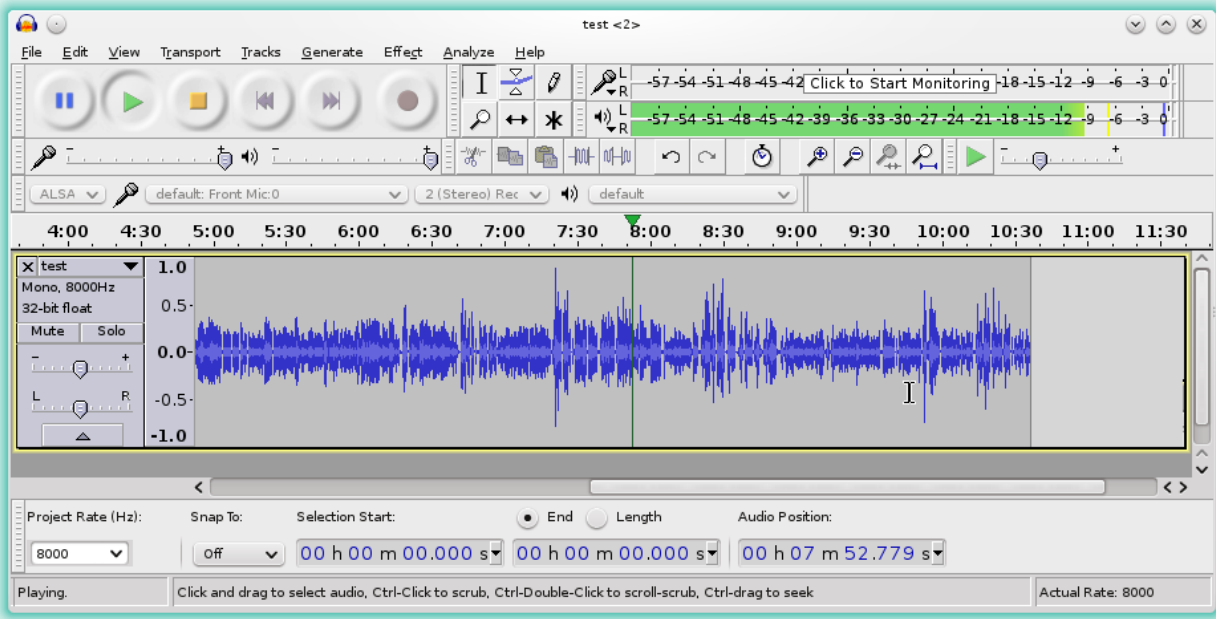 test <2>
File Edit View Transport Tracks Generate Effect Analyze Help
L
R
-57 -54 -51 -48 -45 -42 Click to Start Monitoring -18 -15 -12 -9 -6 -3 0
L
R
-57 -54 -51 -48 -45 -42 -39 -36 -33 -30 -27 -24 -21 -18 -15 -12 -9 -6 -3 0
- + - + - +
ALSA default: Front Mic:0 2 (Stereo) Rec default
4:00 4:30 5:00 5:30 6:00 6:30 7:00 7:30 8:00 8:30 9:00 9:30 10:00 10:30 11:00 11:30
X test 1.0
Mono, 8000Hz
32-bit float 0.5
Mute Solo
- + 0.0
L R -0.5
-1.0
Project Rate (Hz): Snap To: Selection Start: End Length Audio Position:
8000 Off 00 h 00 m 00.000 s 00 h 00 m 00.000 s 00 h 07 m 52.779 s
Playing. Click and drag to select audio, Ctrl-Click to scrub, Ctrl-Double-Click to scroll-scrub, Ctrl-drag to seek Actual Rate: 8000